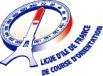 LIGUE D'ILE DE FRANCE
DE COURSE D'ORIENTATION